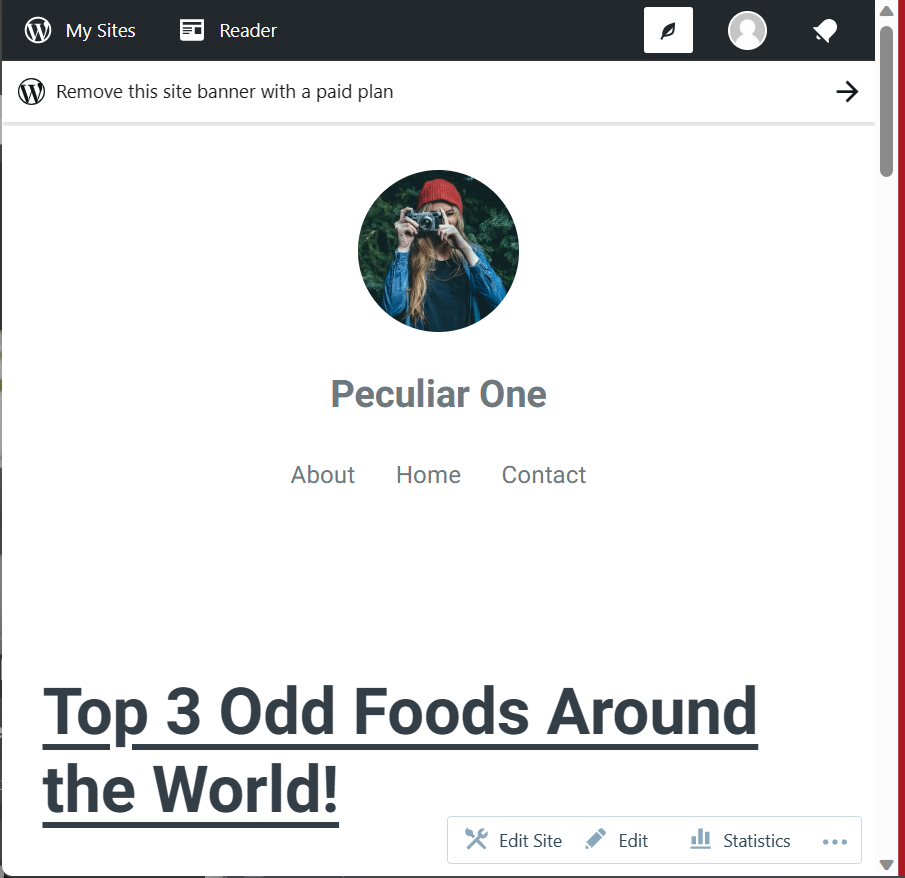 My Sites Reader
Remove this site banner with a paid plan
Peculiar One
About Home Contact
Top 3 Odd Foods Around
the World!
Edit Site Edit Statistics